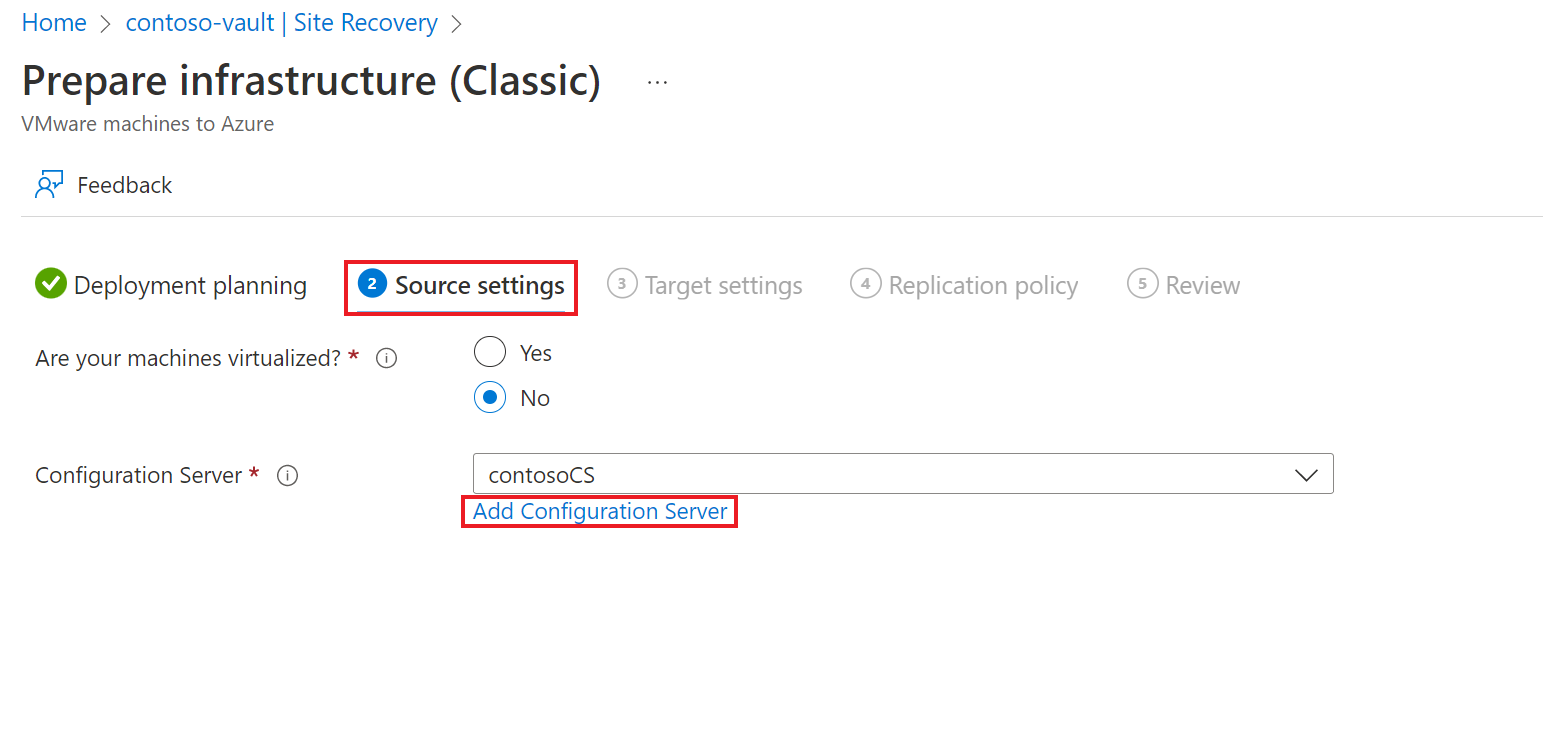 Home > contoso-vault | Site Recovery >
Prepare infrastructure (Classic) ...
VMware machines to Azure
Feedback
Deployment planning 2 Source settings 3 Target settings 4 Replication policy 5 Review
Are your machines virtualized? * i Yes
No
Configuration Server * i contosoCS
Add Configuration Server